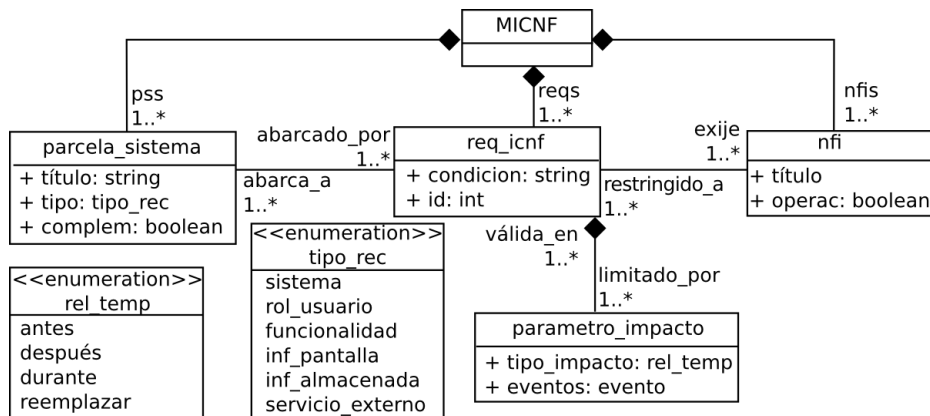 MICNF
pss
1..*
reqs
1..*
nfis
1..*
parcela_sistema
+ título: string
+ tipo: tipo_rec
+ complem: boolean
abarcado_por
1..*
abarca_a
1..*
req_icnf
+ condicion: string
+ id: int
exije
1..*
restringido_a
1..*
nfi
+ título
+ operac: boolean
<<enumeration>>
rel_temp
antes
después
durante
reemplazar
<<enumeration>>
tipo_rec
sistema
rol_usuario
funcionalidad
inf_pantalla
inf_almacenada
servicio_externo
válida_en
1..*
limitado_por
1..*
parametro_impacto
+ tipo_impacto: rel_temp
+ eventos: evento